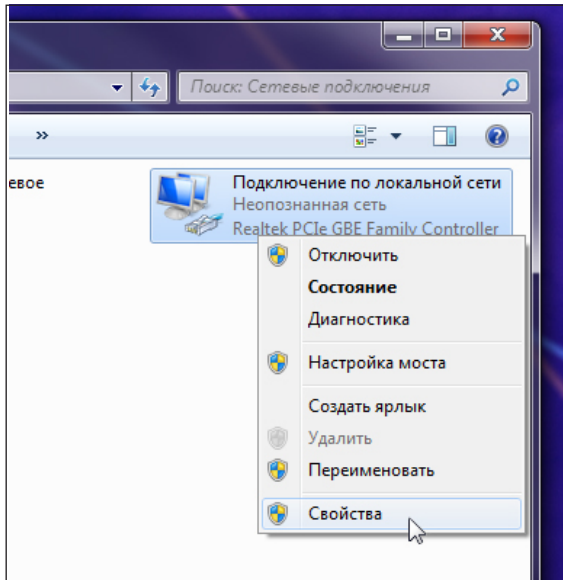 Поиск: Сетевые подключения
»
евое
Подключение по локальной сети
Неопознанная сеть
Realtek PCIe GBE Family Controller
Отключить
Состояние
Диагностика
Настройка моста
Создать ярлык
Удалить
Переименовать
Свойства